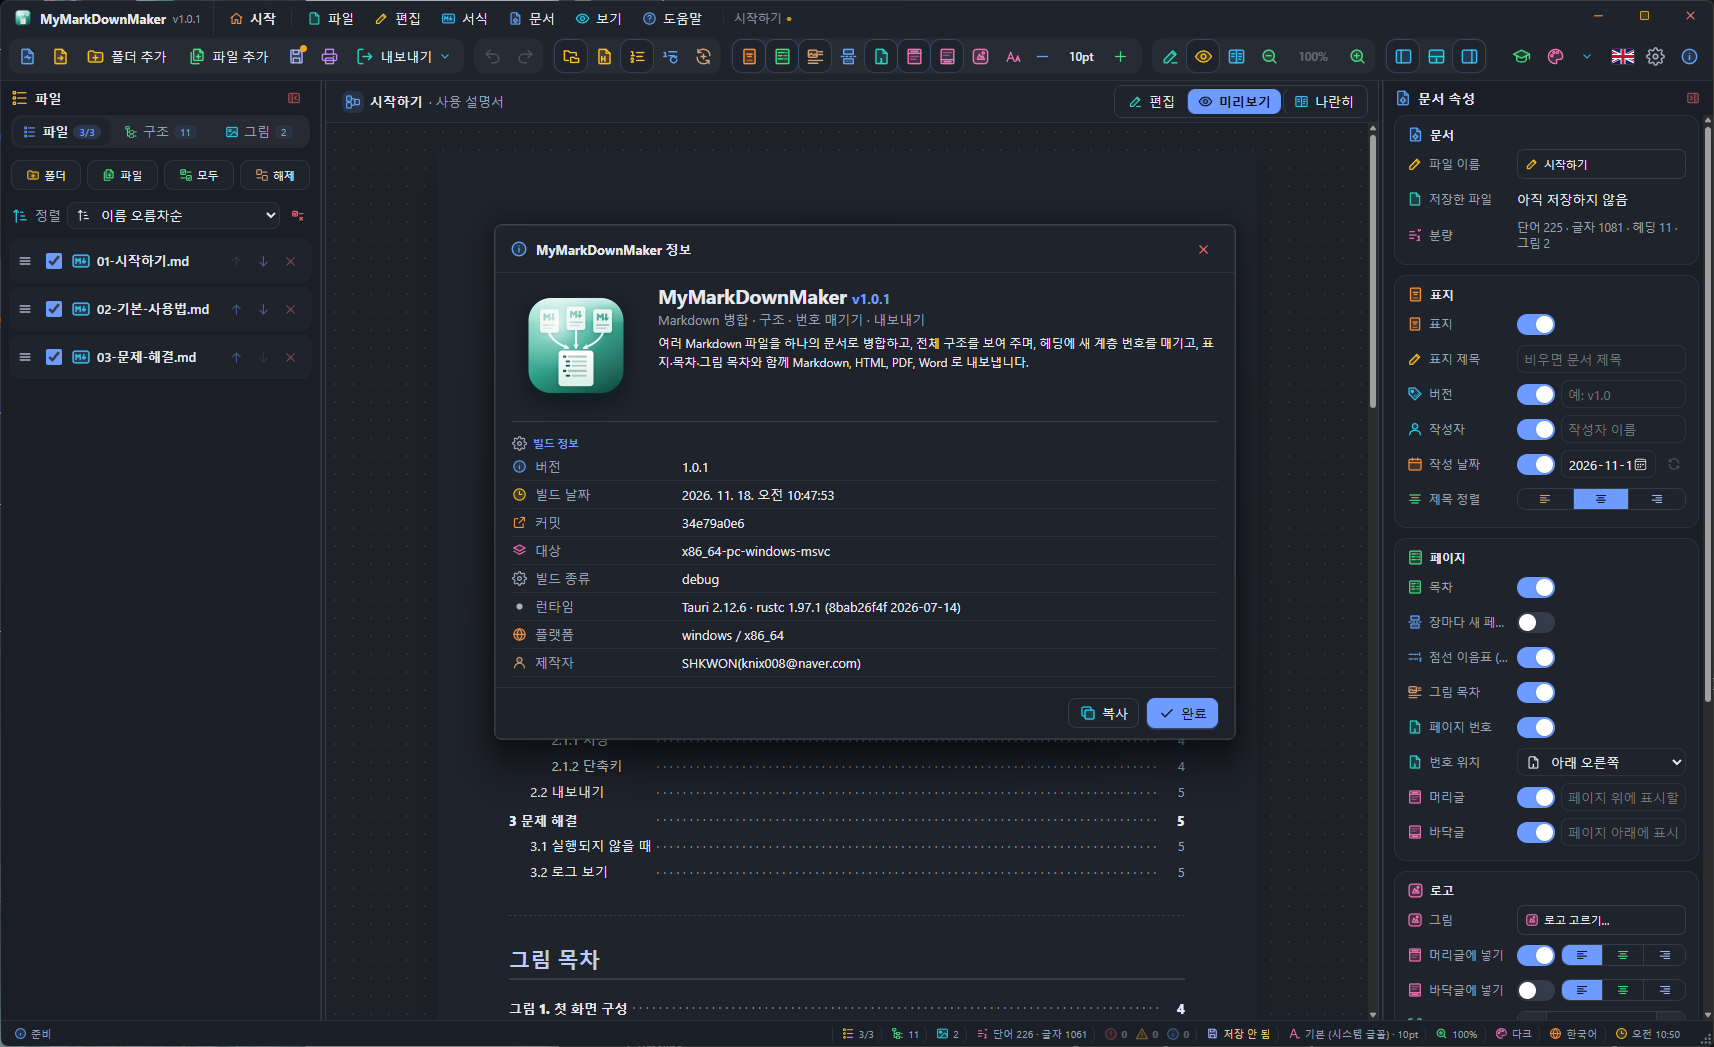 MyMarkDownMaker v1.0.1
시작
파일
편집
서식
문서
보기
도움말
시작하기
폴더 추가
파일 추가
내보내기
10pt
100%
파일
파일 3/3
구조 11
그림 2
폴더
파일
모두
해제
정렬
이름 오름차순
01-시작하기.md
02-기본-사용법.md
03-문제-해결.md
시작하기 · 사용 설명서
편집
미리보기
나란히
MyMarkDownMaker 정보
MyMarkDownMaker v1.0.1
Markdown 병합 · 구조 · 번호 매기기 · 내보내기
여러 Markdown 파일을 하나의 문서로 병합하고, 전체 구조를 보여 주며, 헤딩에 새 계층 번호를 매기고, 표
지·목차·그림 목차와 함께 Markdown, HTML, PDF, Word 로 내보냅니다.
빌드 정보
버전 1.0.1
빌드 날짜 2026. 11. 18. 오전 10:47:53
커밋 34e79a0e6
대상 x86_64-pc-windows-msvc
빌드 종류 debug
런타임 Tauri 2.12.6 · rustc 1.97.1 (8bab26f4f 2026-07-14)
플랫폼 windows / x86_64
제작자 SHKWON(knix008@naver.com)
복사
완료
4
2.1.2 단축키 4
2.2 내보내기 5
3 문제 해결 5
3.1 실행되지 않을 때 5
3.2 로그 보기 5
그림 목차
그림 1. 첫 화면 구성 4
문서 속성
문서
파일 이름 시작하기
저장한 파일 아직 저장하지 않음
분량 단어 225 · 글자 1081 · 헤딩 11 ·
그림 2
표지
표지
표지 제목 비우면 문서 제목
버전 예: v1.0
작성자 작성자 이름
작성 날짜 2026-11-1
제목 정렬
페이지
목차
장마다 새 페...
점선 이음표 (...
그림 목차
페이지 번호
번호 위치 아래 오른쪽
머리글 페이지 위에 표시할
바닥글 페이지 아래에 표시
로고
그림 로고 고르기...
머리글에 넣기
바닥글에 넣기
준비
3/3
11
2
단어 226 · 글자 1061
0
0
0
저장 안 됨
기본 (시스템 글꼴) · 10pt
100%
다크
한국어
오전 10:50